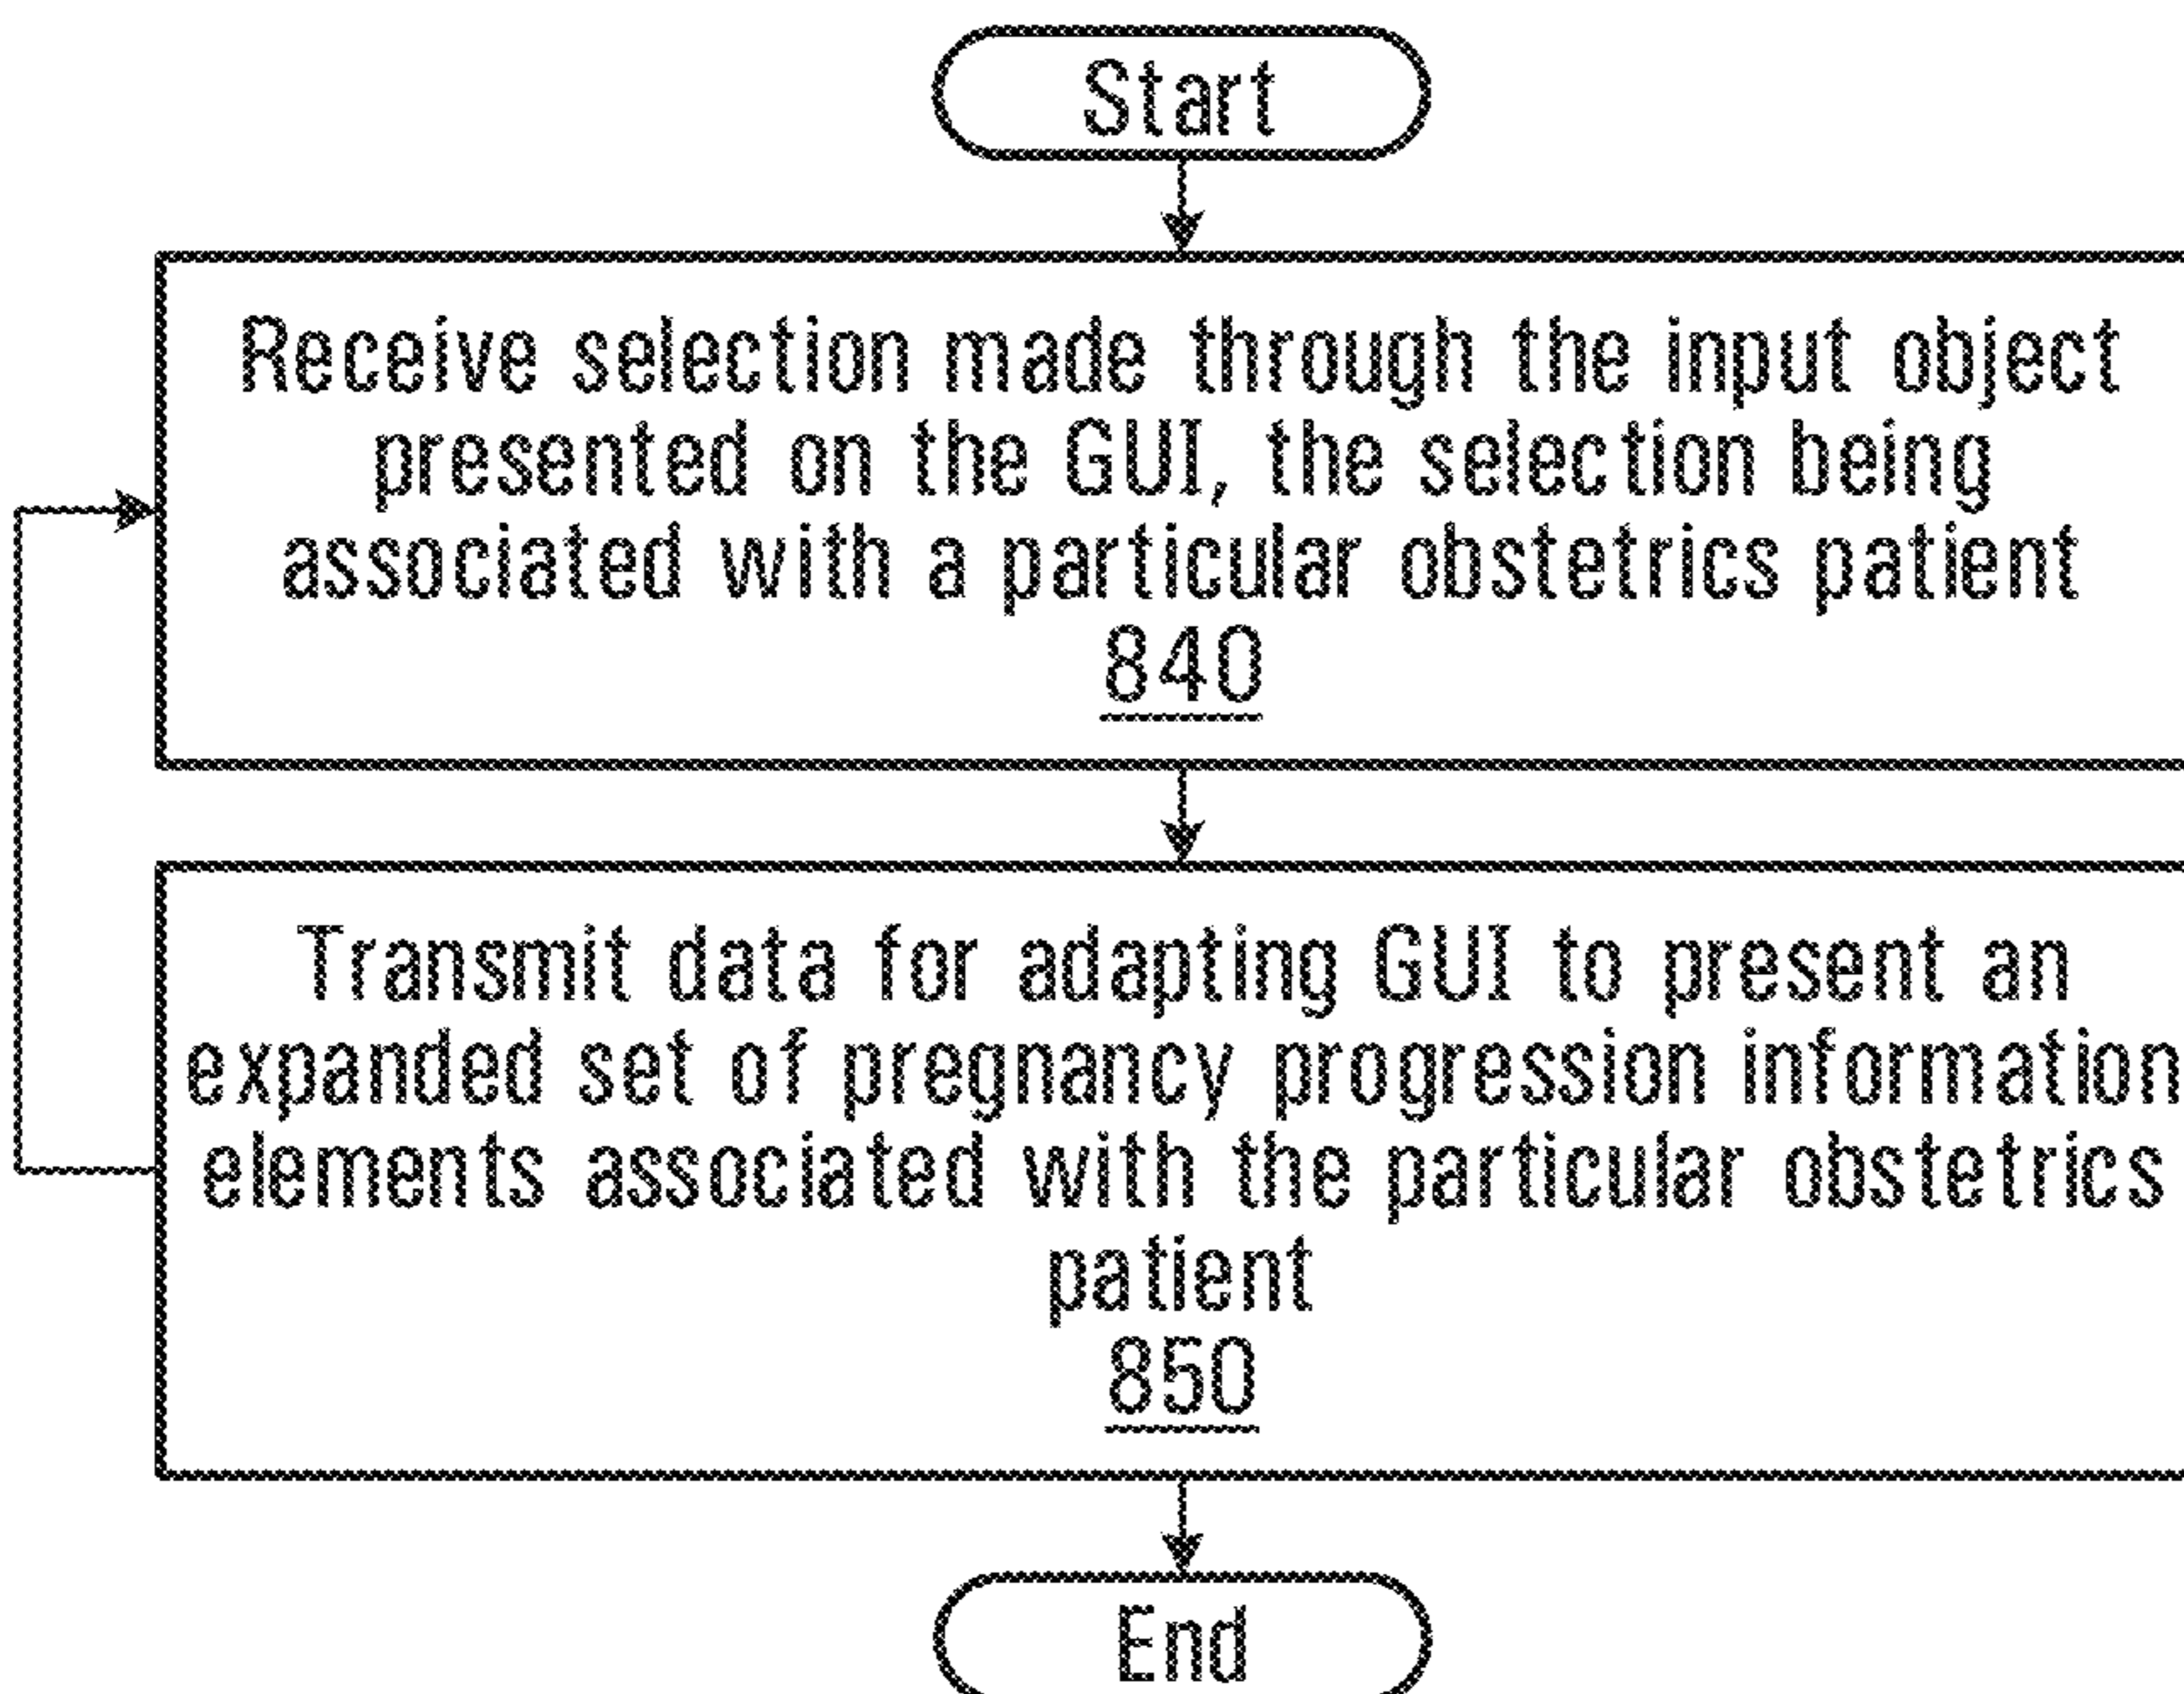 Start
Receive selection made through the input object
presented on the GUI, the selection being
associated with a particular obstetrics patient
840
Transmit data for adapting GUI to present an
expanded set of pregnancy progression information
elements associated with the particular obstetrics
patient
850
End